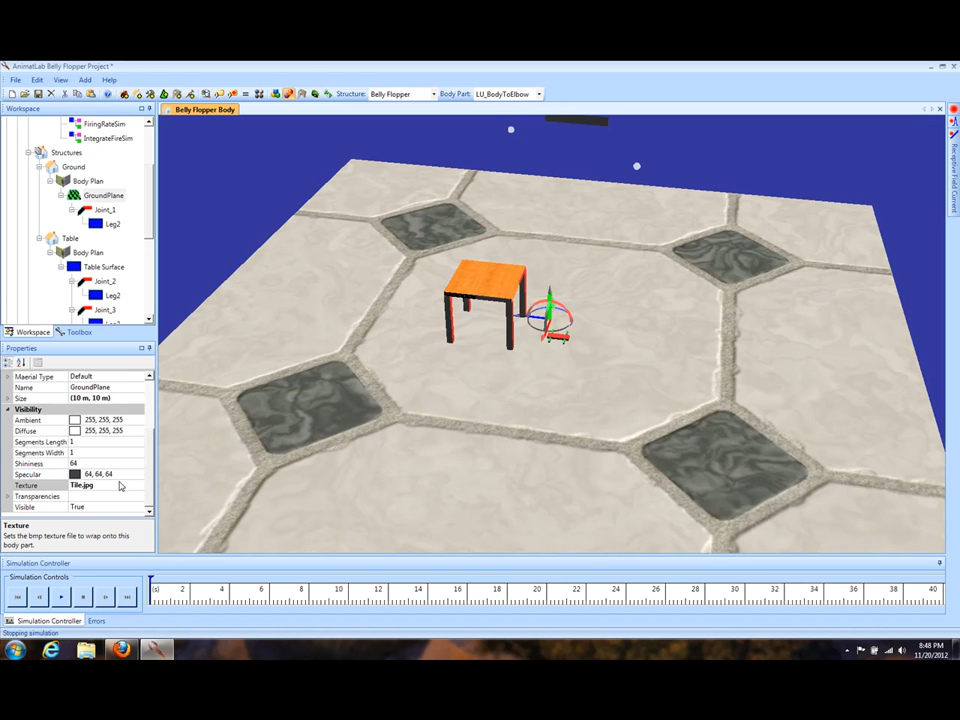 AnimatLab Belly Flopper Project *
File Edit View Add Help
Structure: Belly Flopper Body Part: LU_BodyToElbow
Workspace
Belly Flopper Body
FiringRateSim
IntegrateFireSim
Structures
Ground
Body Plan
GroundPlane
Joint_1
Leg2
Table
Body Plan
Table Surface
Joint_2
Leg2
Joint_3
Workspace Toolbox
Receptive Field Current
Properties
Maerial Type Default
Name GroundPlane
Size (10 m, 10 m)
Visibility
Ambient 255, 255, 255
Diffuse 255, 255, 255
Segments Length 1
Segments Width 1
Shininess 64
Specular 64, 64, 64
Texture Tile.jpg
Transparencies
Visible True
Texture
Sets the bmp texture file to wrap onto this
body part.
Simulation Controller
Simulation Controls
(s) 2 4 6 8 10 12 14 16 18 20 22 24 26 28 30 32 34 36 38 40
Simulation Controller Errors
Stopping simulation
8:48 PM
11/20/2012